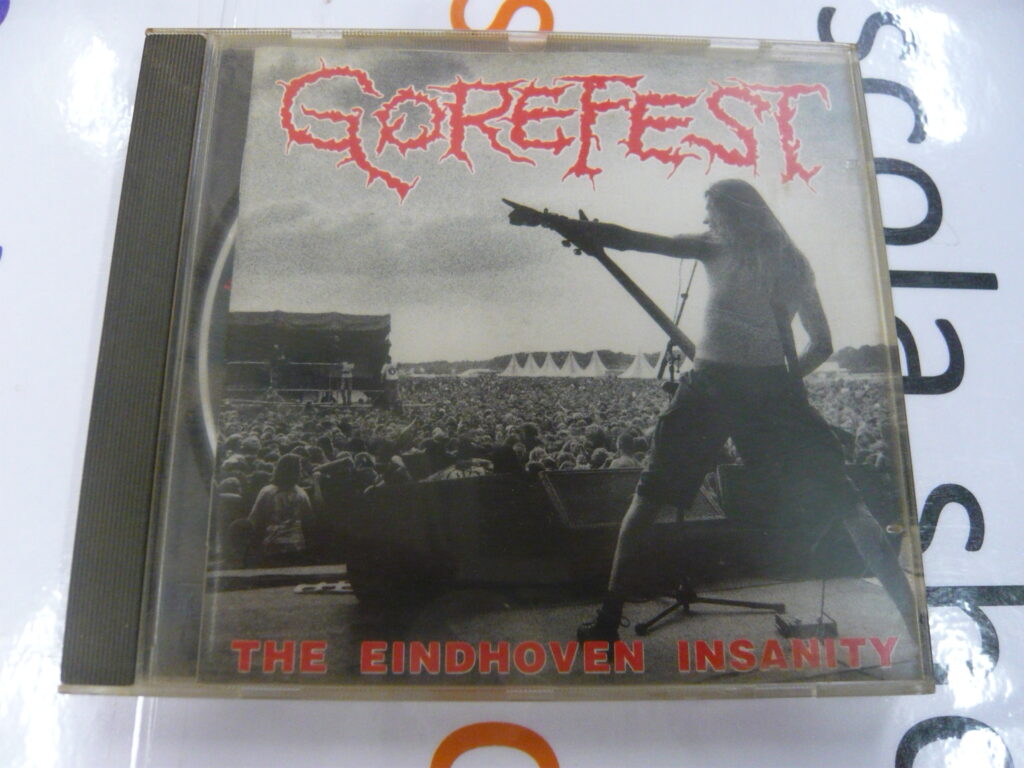 GOREFEST
THE EINDHOVEN INSANITY